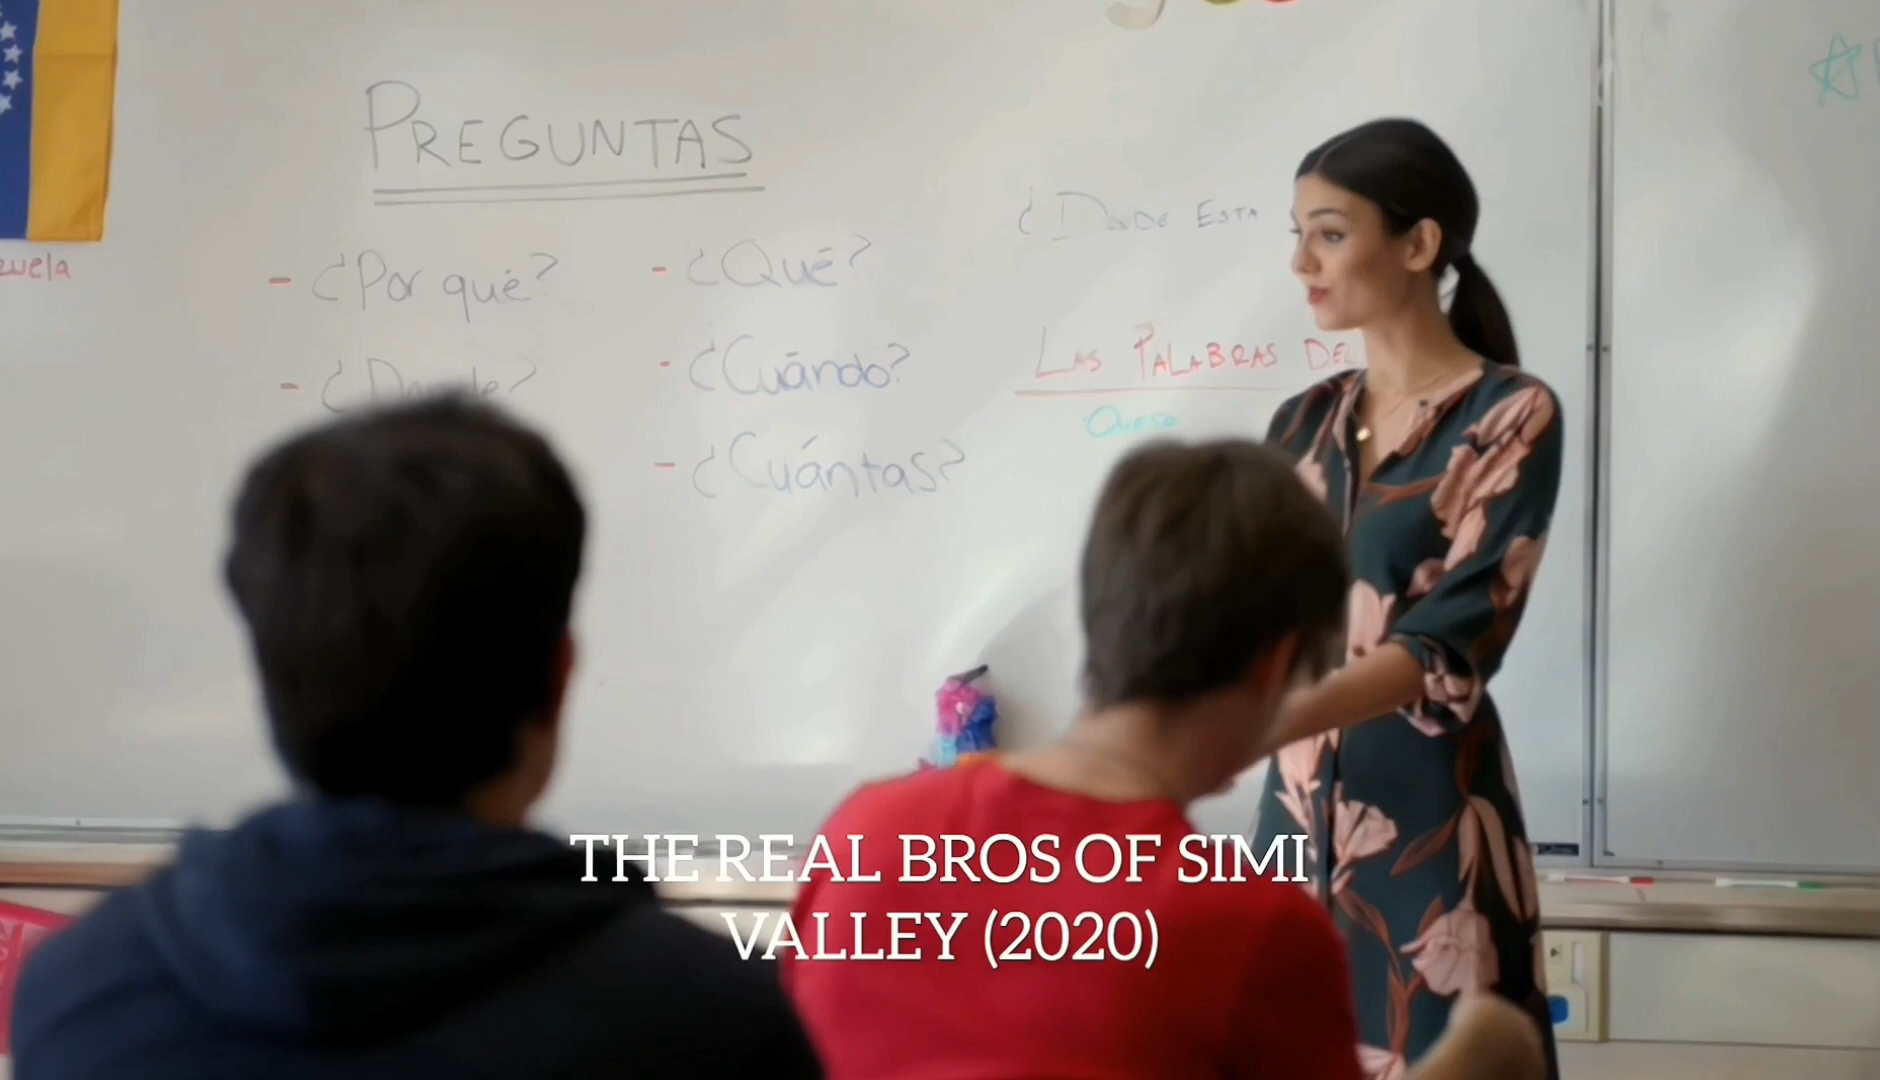 PREGUNTAS
zuela
- ¿Por qué?
- ¿Qué?
¿DONDE ESTA
- ¿Cuándo?
LAS PALABRAS DEL
QUESO
- ¿Cuántas?
THE REAL BROS OF SIMI
VALLEY (2020)